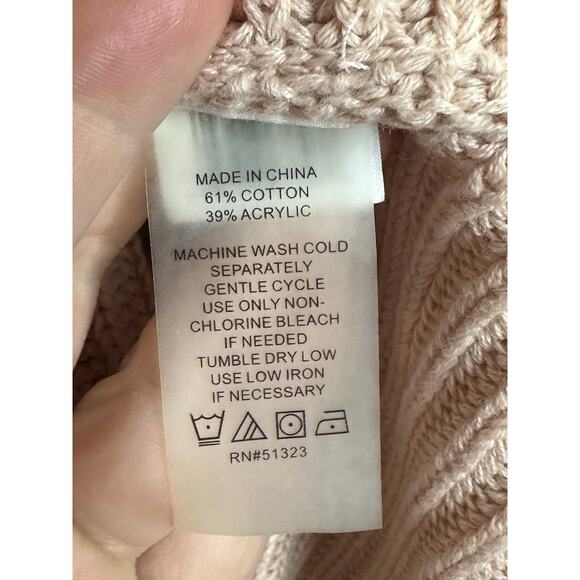 MADE IN CHINA
61% COTTON
39% ACRYLIC
MACHINE WASH COLD
SEPARATELY
GENTLE CYCLE
USE ONLY NON-
CHLORINE BLEACH
IF NEEDED
TUMBLE DRY LOW
USE LOW IRON
IF NECESSARY
RN#51323